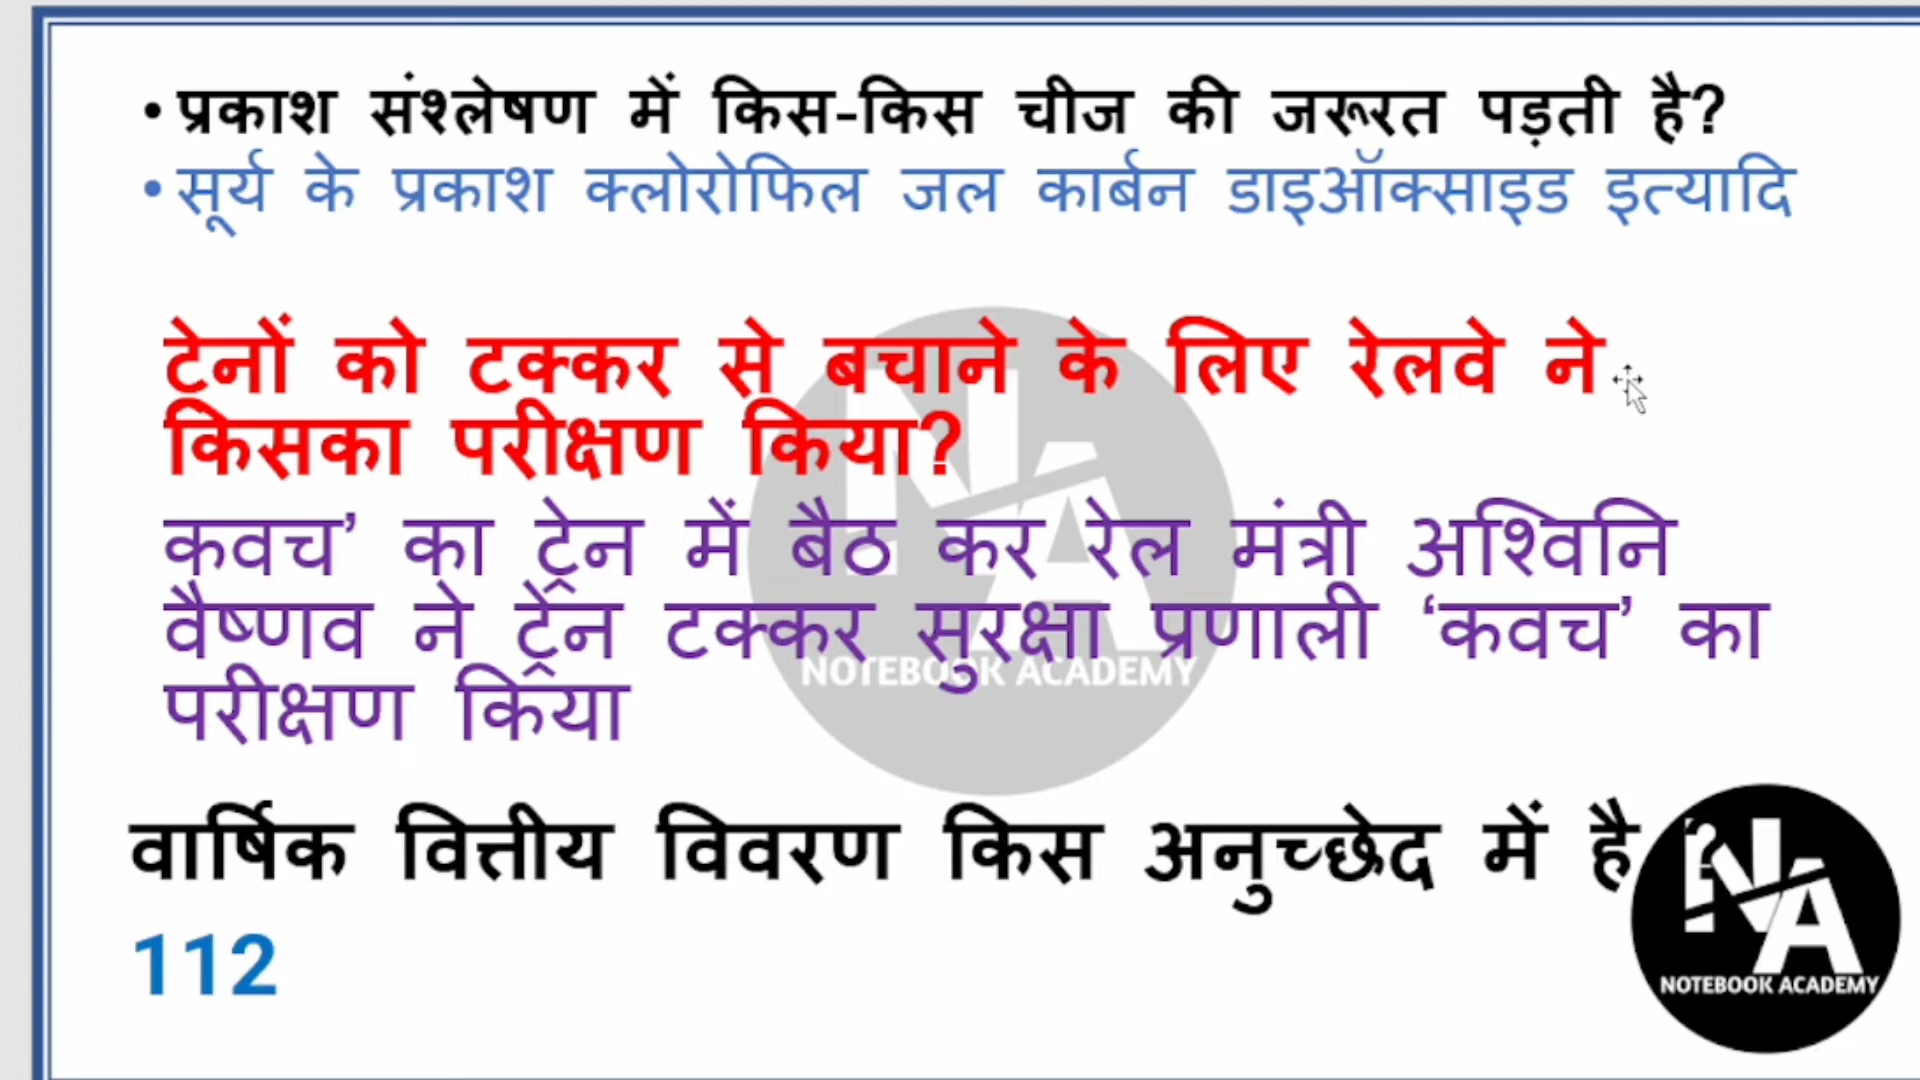 • प्रकाश संश्लेषण में किस-किस चीज की जरूरत पड़ती है?
• सूर्य के प्रकाश क्लोरोफिल जल कार्बन डाइऑक्साइड इत्यादि
टेनों को टक्कर से बचाने के लिए रेलवे ने
किसका परीक्षण किया?
कवच’ का ट्रेन में बैठ कर रेल मंत्री अश्विनि
वैष्णव ने ट्रेन टक्कर सुरक्षा प्रणाली ‘कवच’ का
NOTEBOOK ACADEMY
परीक्षण किया
वार्षिक वित्तीय विवरण किस अनुच्छेद में है ?
112
NA
NOTEBOOK ACADEMY